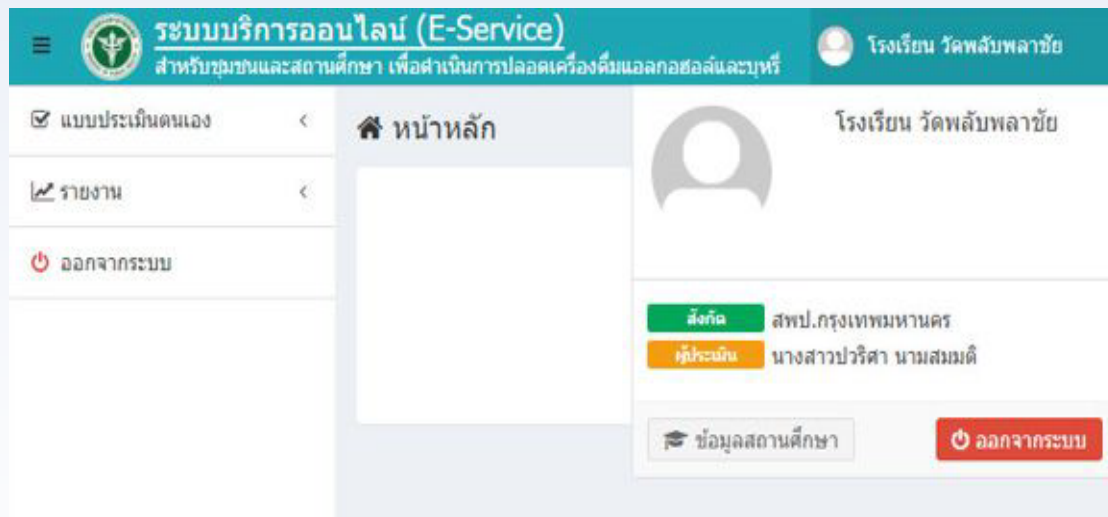 ระบบบริการออนไลน์ (E-Service)
สำหรับชุมชนและสถานศึกษา เพื่อดำเนินการปลอดเครื่องดื่มแอลกอฮอล์และบุหรี่
โรงเรียน วัดพลับพลาชัย
แบบประเมินตนเอง
รายงาน
ออกจากระบบ
หน้าหลัก
โรงเรียน วัดพลับพลาชัย
สังกัด สพป.กรุงเทพมหานคร
ผู้ประเมิน นางสาวปวริศา นามสมมติ
ข้อมูลสถานศึกษา
ออกจากระบบ